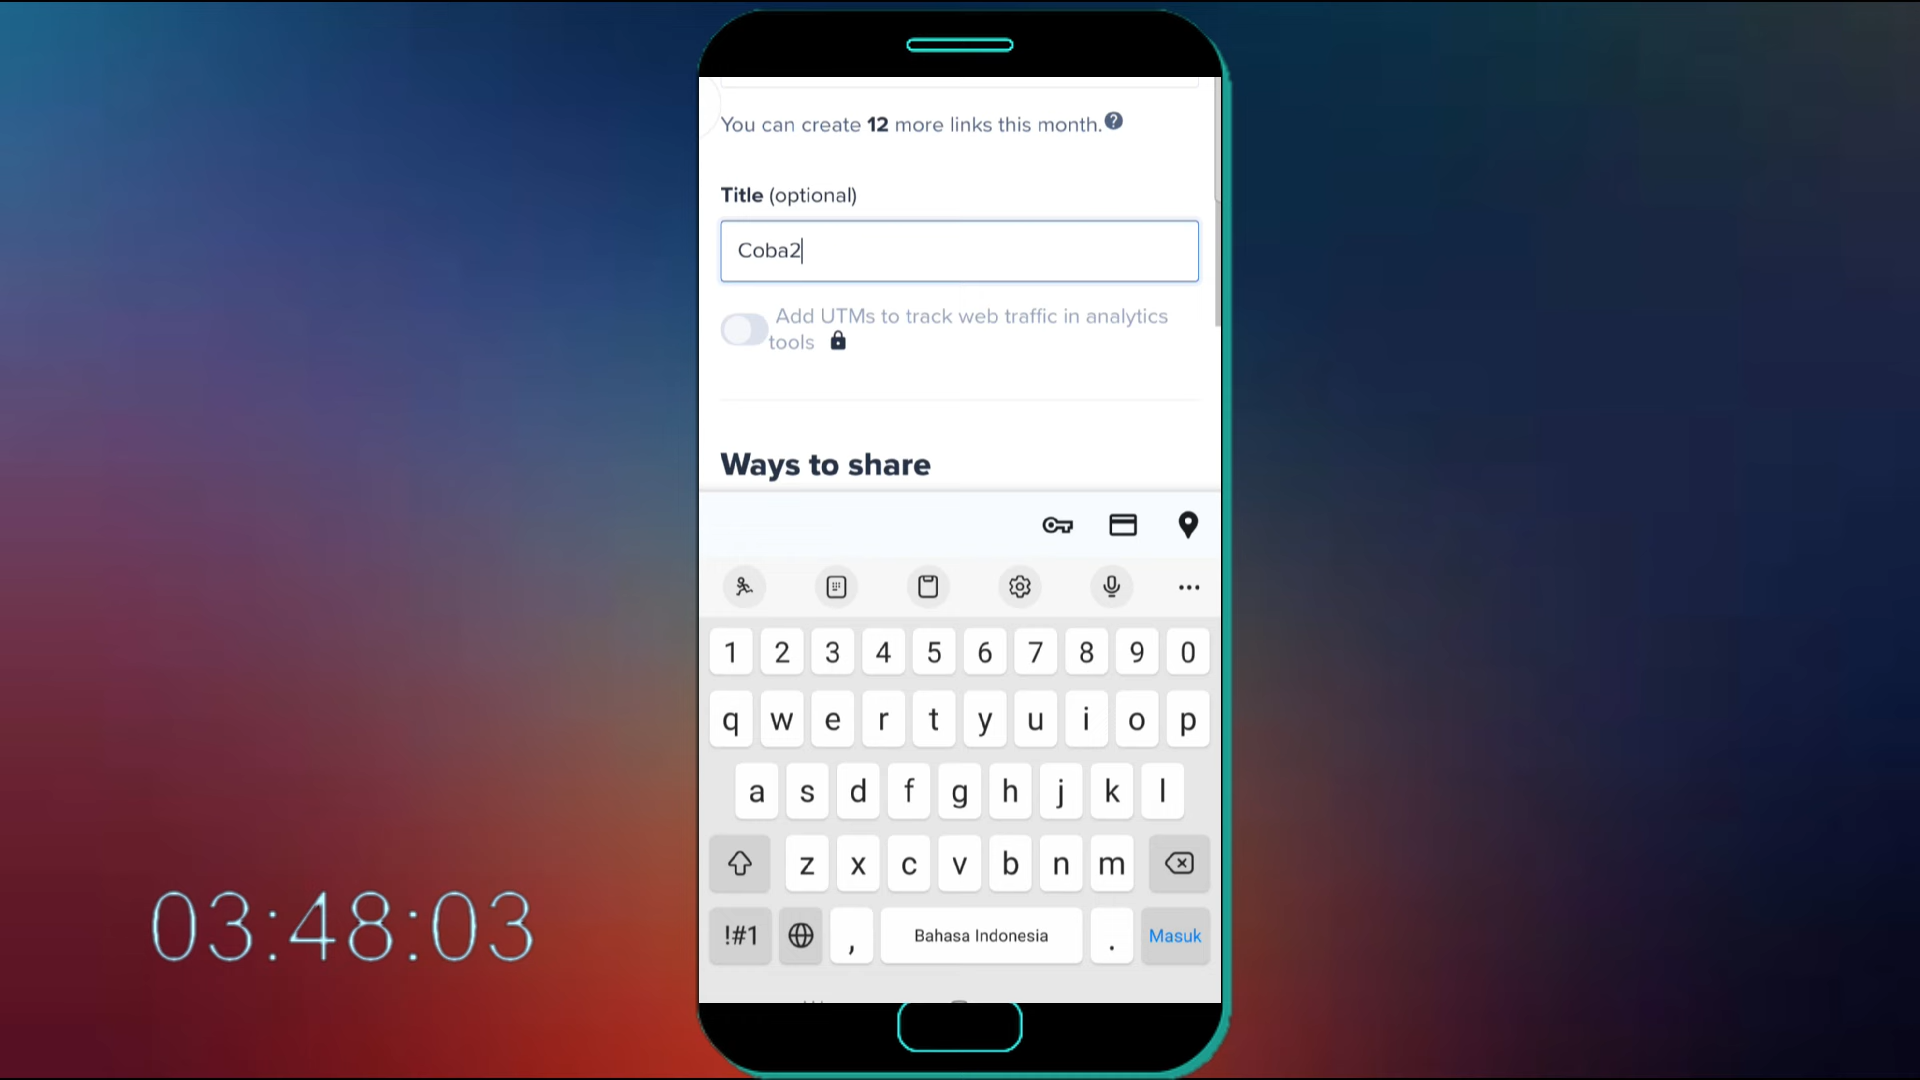 You can create 12 more links this month.
Title (optional)
Coba2
Add UTMs to track web traffic in analytics
tools
Ways to share
1 2 3 4 5 6 7 8 9 0
q w e r t y u i o p
a s d f g h j k l
z x c v b n m
!#1 , Bahasa Indonesia . Masuk
03:48:03